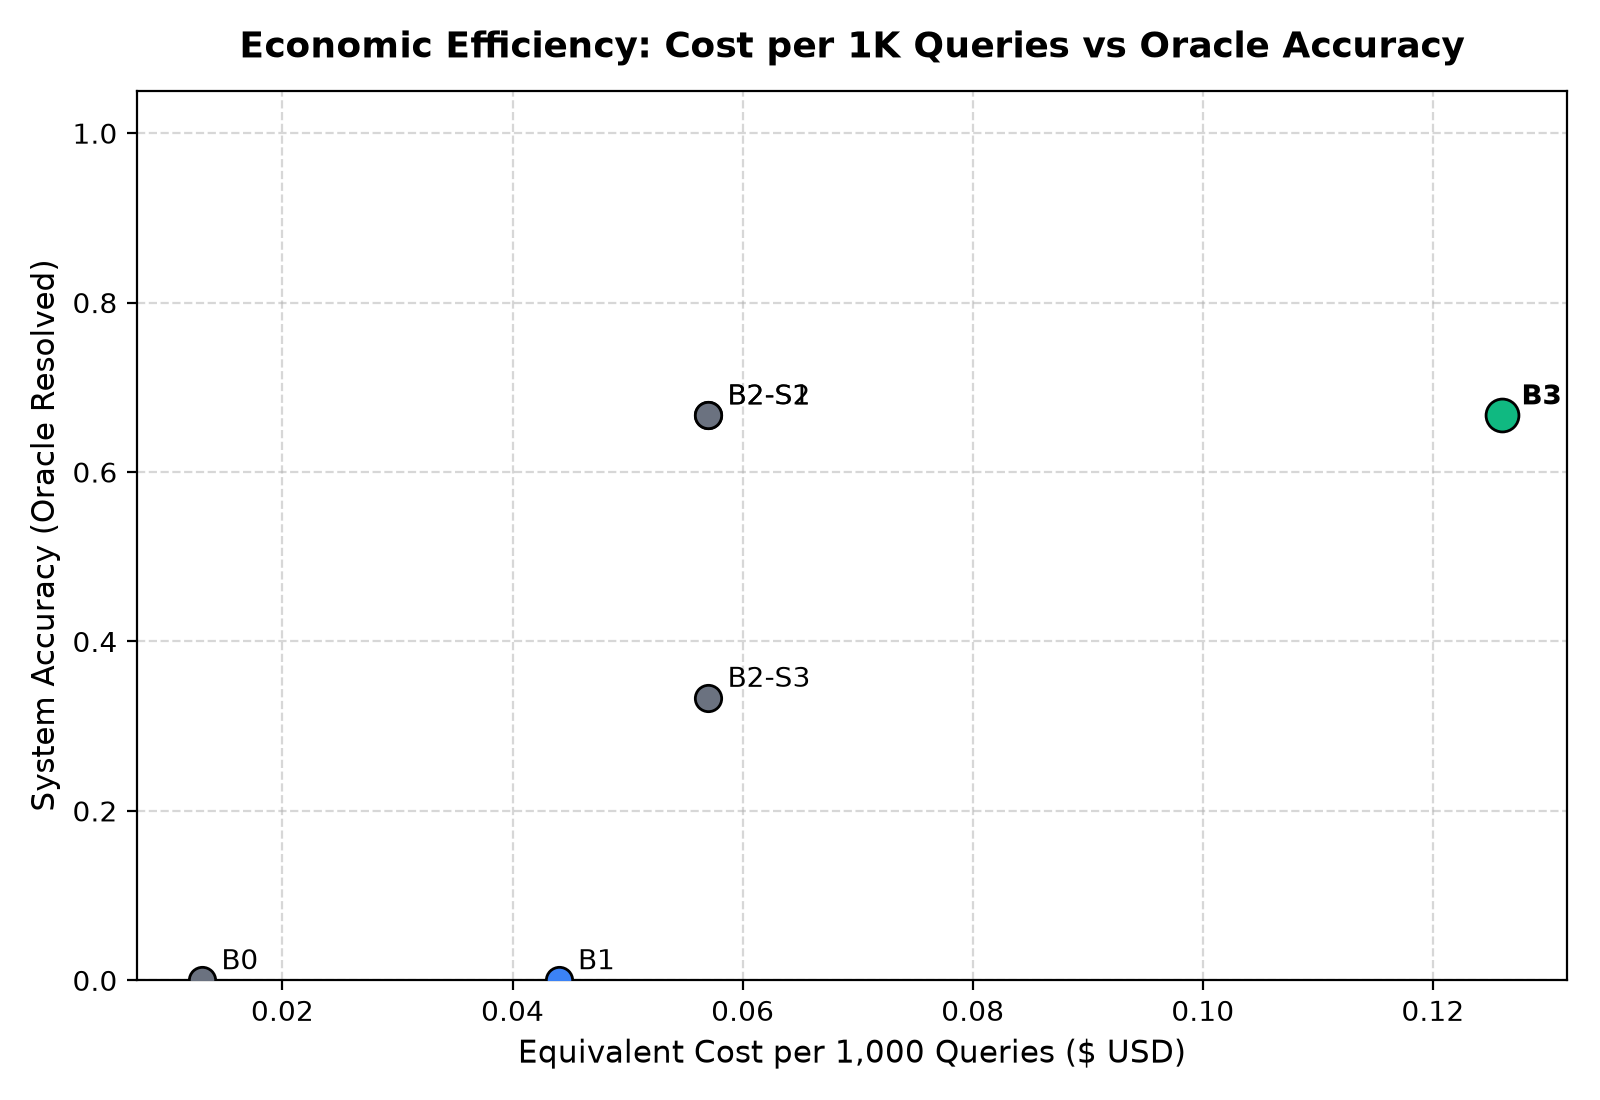 Economic Efficiency: Cost per 1K Queries vs Oracle Accuracy
System Accuracy (Oracle Resolved)
1.0
0.8
0.6
0.4
0.2
0.0
B2-S1
B2-S2
B3
B2-S3
B0
B1
0.02 0.04 0.06 0.08 0.10 0.12
Equivalent Cost per 1,000 Queries ($ USD)